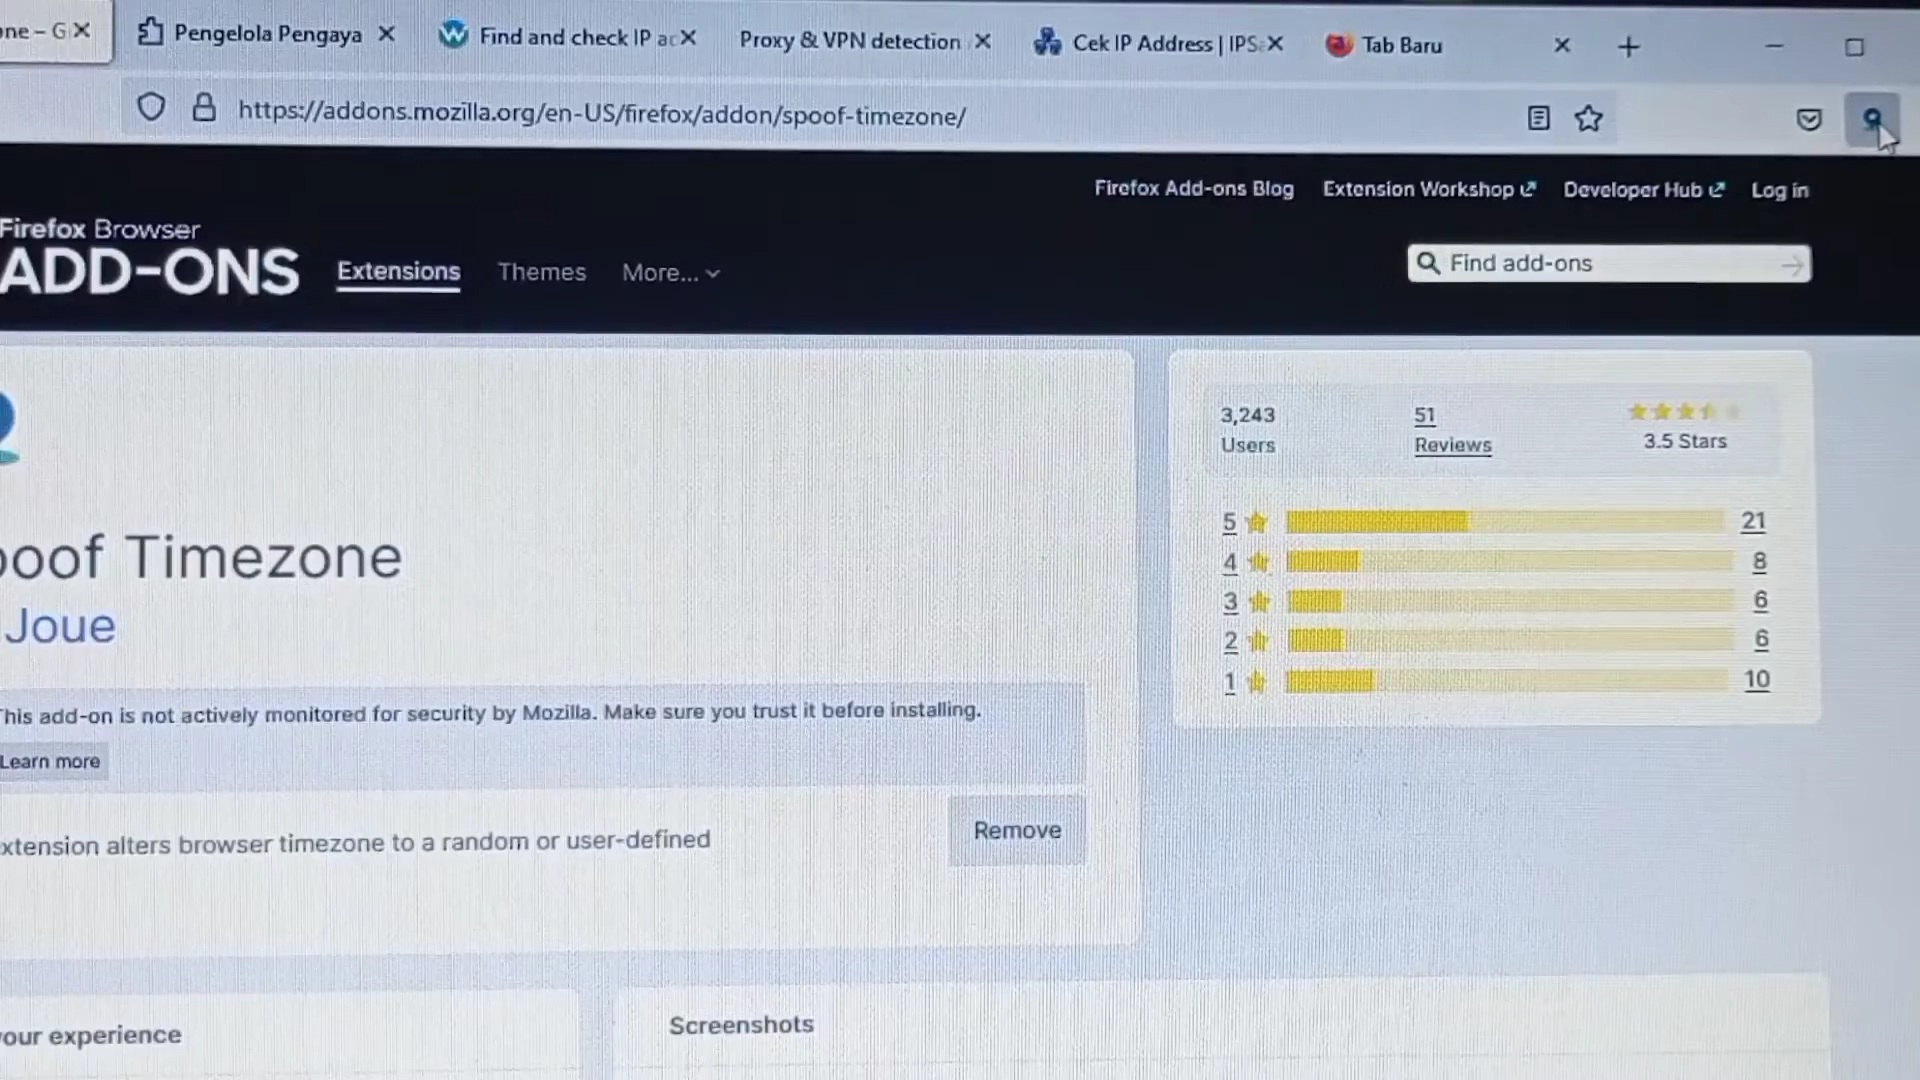 ne – G
Pengelola Pengaya
Find and check IP ac
Proxy & VPN detection
Cek IP Address | IPS
Tab Baru
https://addons.mozilla.org/en-US/firefox/addon/spoof-timezone/
Firefox Add-ons Blog
Extension Workshop
Developer Hub
Log in
Firefox Browser
ADD-ONS
Extensions
Themes
More...
Find add-ons
3,243
Users
51
Reviews
3.5 Stars
5
21
4
8
3
6
2
6
1
10
oof Timezone
Joue
This add-on is not actively monitored for security by Mozilla. Make sure you trust it before installing.
Learn more
xtension alters browser timezone to a random or user-defined
Remove
our experience
Screenshots